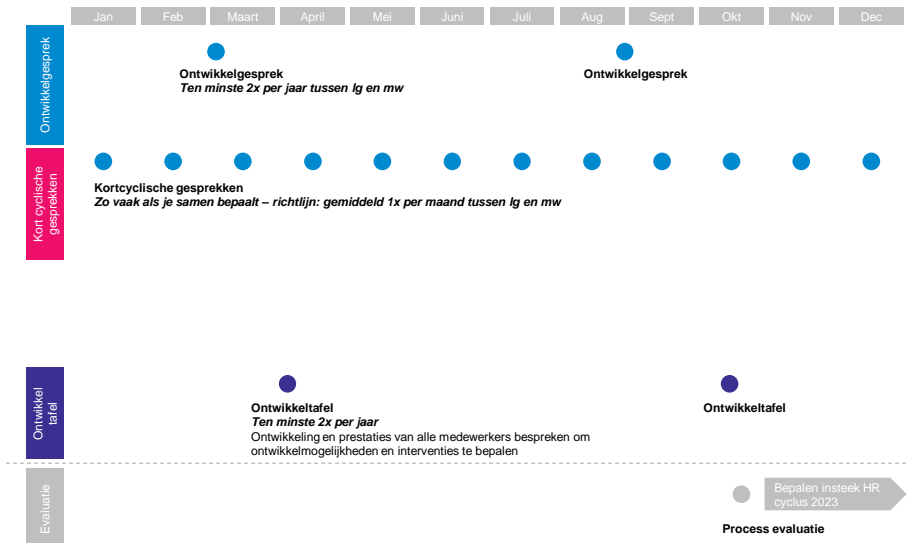 Jan Feb Maart April Mei Juni Juli Aug Sept Okt Nov Dec
Ontwikkelgesprek
Ontwikkelgesprek
Ten minste 2x per jaar tussen lg en mw
Ontwikkelgesprek
Kort cyclische
gesprekken
Kortcyclische gesprekken
Zo vaak als je samen bepaalt – richtlijn: gemiddeld 1x per maand tussen lg en mw
Ontwikkel
tafel
Ontwikkeltafel
Ten minste 2x per jaar
Ontwikkeling en prestaties van alle medewerkers bespreken om
ontwikkelmogelijkheden en interventies te bepalen
Ontwikkeltafel
Evaluatie
Bepalen insteek HR
cyclus 2023
Process evaluatie